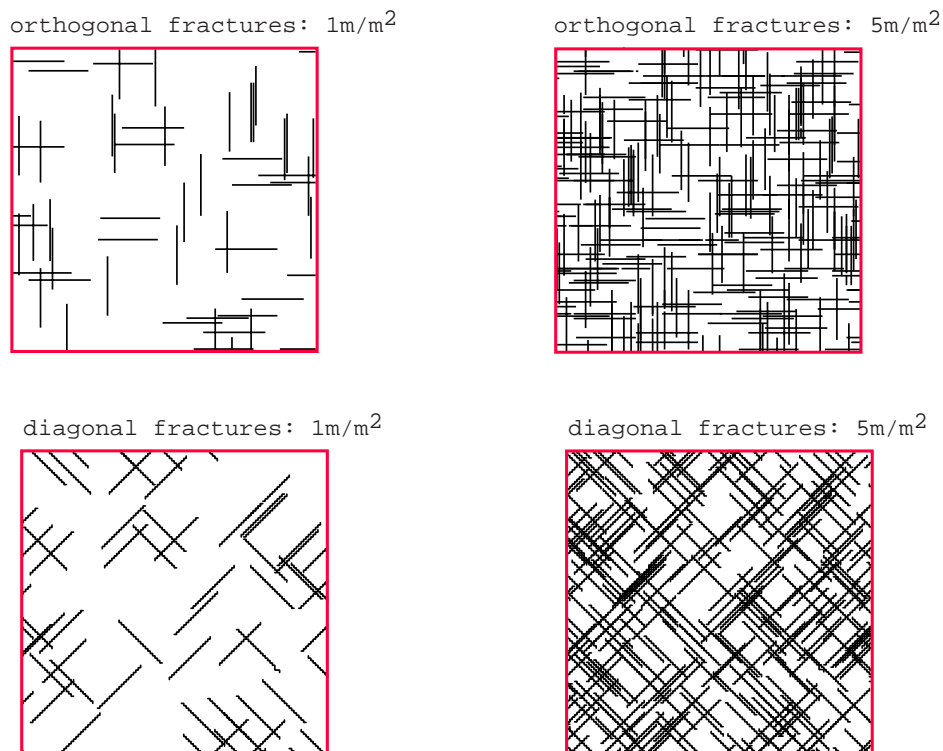 orthogonal fractures: 1m/m²
orthogonal fractures: 5m/m²
diagonal fractures: 1m/m²
diagonal fractures: 5m/m²